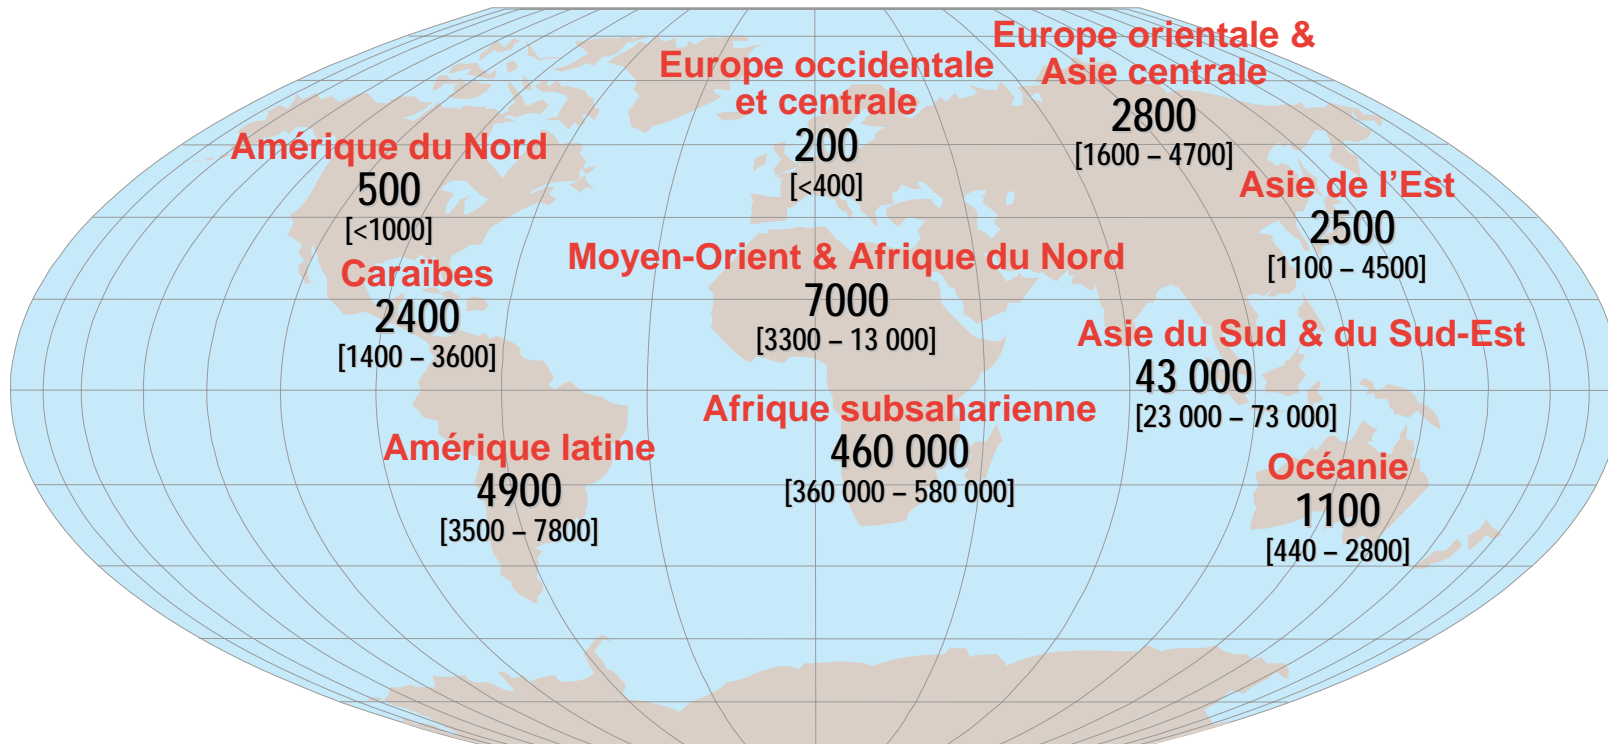 Europe orientale &
Asie centrale
2800
[1600 – 4700]
Europe occidentale
et centrale
200
[<400]
Amérique du Nord
500
[<1000]
Asie de l’Est
2500
[1100 – 4500]
Moyen-Orient & Afrique du Nord
7000
[3300 – 13 000]
Caraïbes
2400
[1400 – 3600]
Asie du Sud & du Sud-Est
43 000
[23 000 – 73 000]
Afrique subsaharienne
460 000
[360 000 – 580 000]
Amérique latine
4900
[3500 – 7800]
Océanie
1100
[440 – 2800]